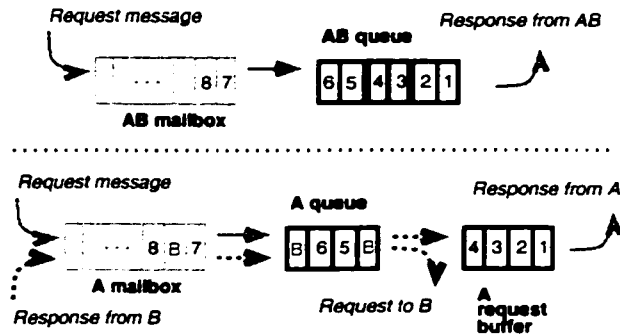 Request message
Response from AB
AB queue
... 8 7
6 5 4 3 2 1
AB mailbox
Request message
Response from A
A queue
... 8 B 7
B 6 5 B
4 3 2 1
A mailbox
Request to B
A
request
buffer
Response from B